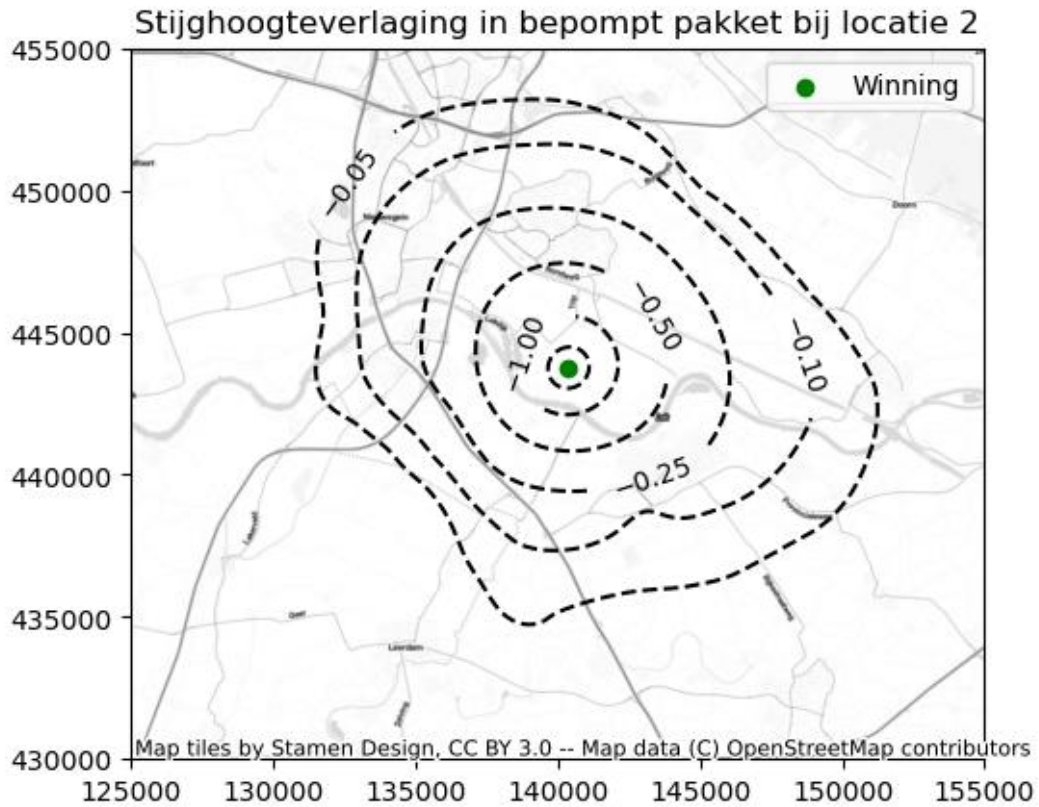 Stijghoogteverlaging in bepompt pakket bij locatie 2
455000
450000
445000
440000
435000
430000
Winning
−0.05
−0.50
−1.00
−0.10
−0.25
Doorn
Leerdam
Map tiles by Stamen Design, CC BY 3.0 -- Map data (C) OpenStreetMap contributors
125000 130000 135000 140000 145000 150000 155000